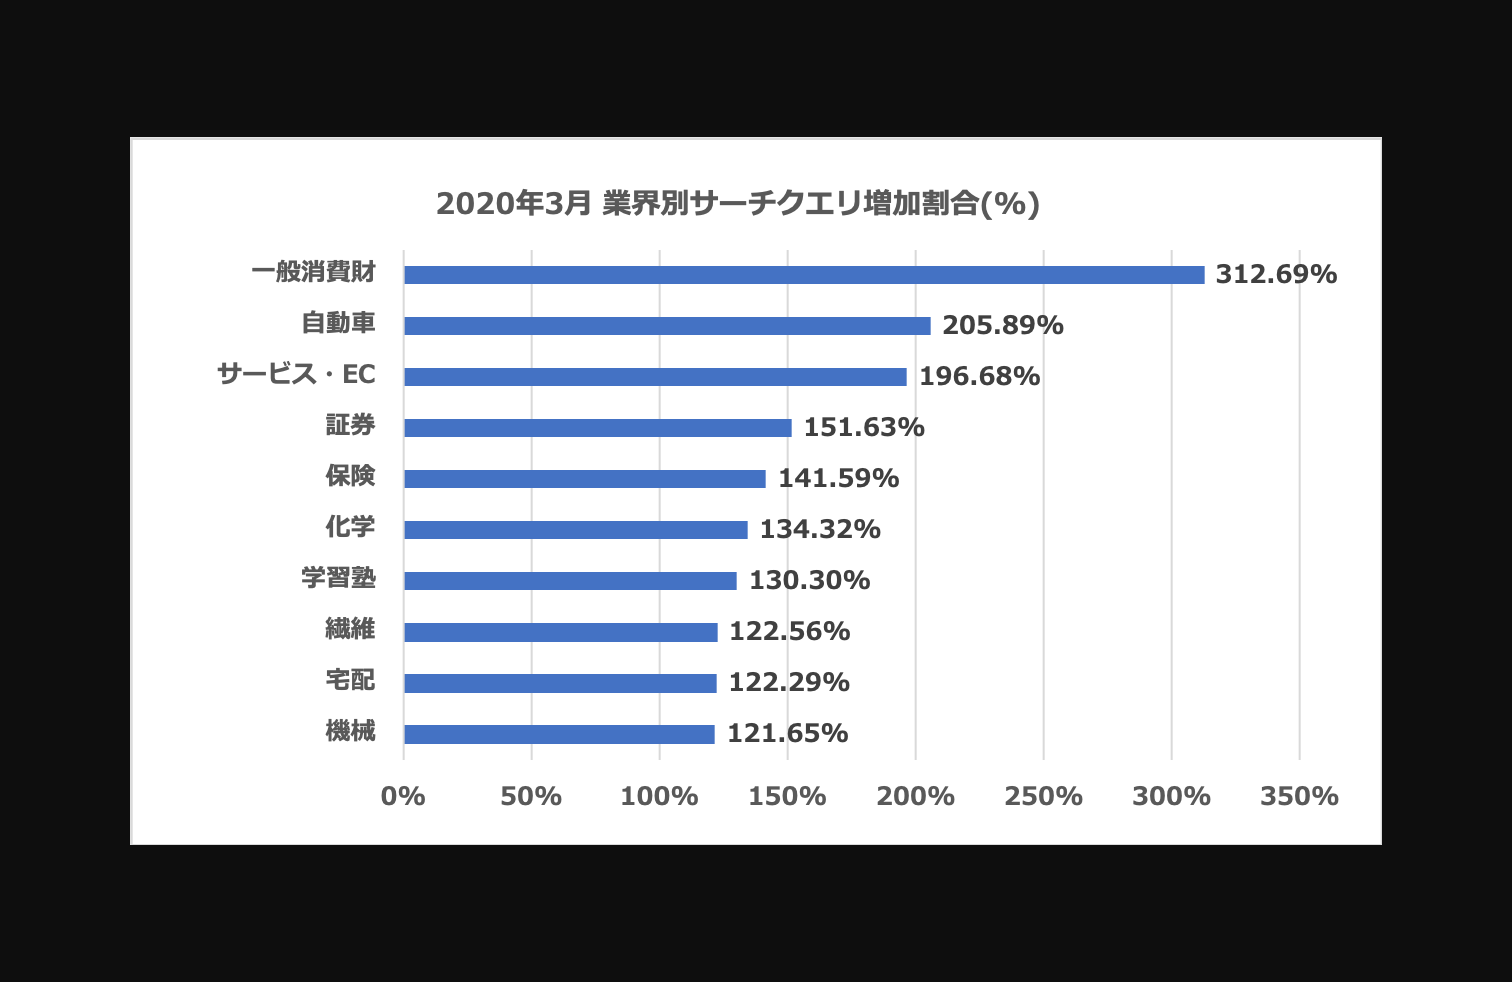 2020年3月 業界別サーチクエリ増加割合(%)
一般消費財 312.69%
自動車 205.89%
サービス・EC 196.68%
証券 151.63%
保険 141.59%
化学 134.32%
学習塾 130.30%
繊維 122.56%
宅配 122.29%
機械 121.65%
0% 50% 100% 150% 200% 250% 300% 350%